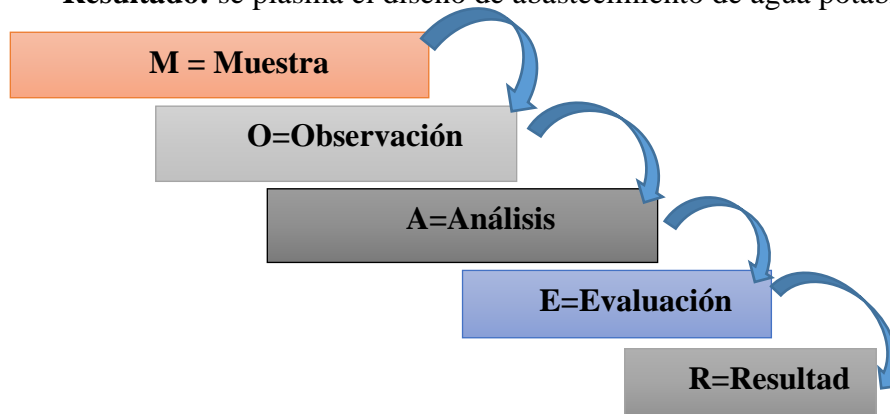 Resultado: se plasma el diseño de abastecimiento de agua potab
M = Muestra
O=Observación
A=Análisis
E=Evaluación
R=Resultad